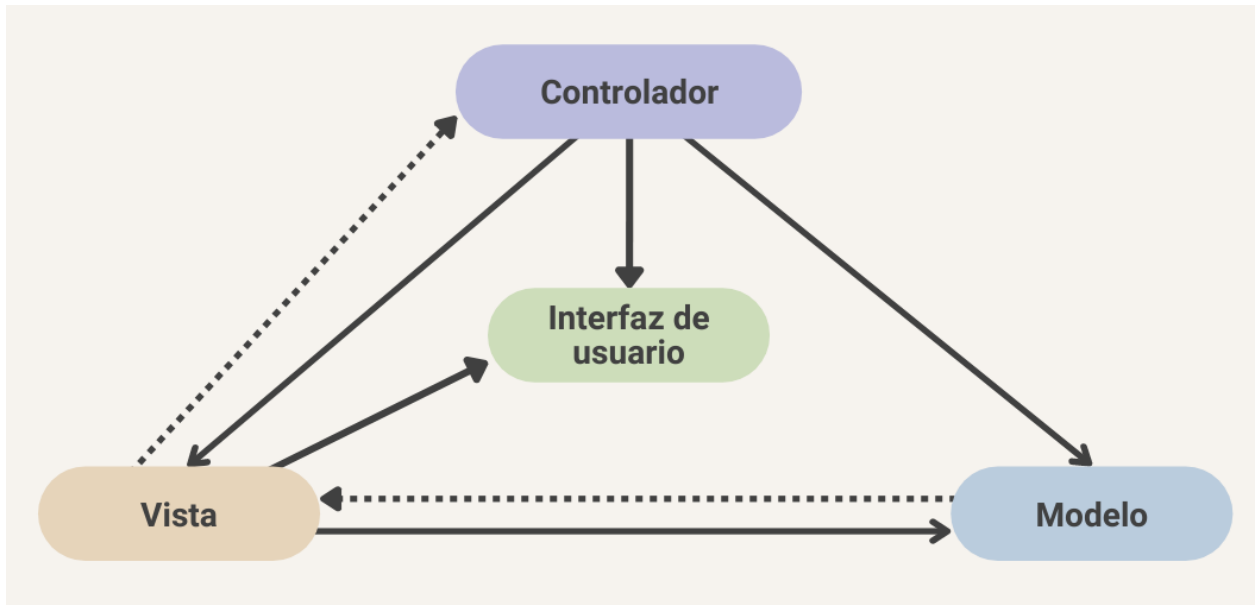 Controlador
Interfaz de
usuario
Vista
Modelo